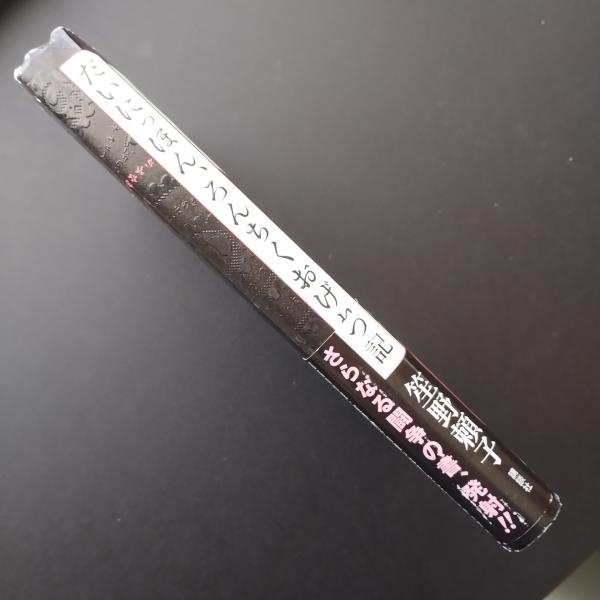 だいにっほん、ろんちくおげれつ記
笙野頼子
講談社
さらなる闘争の書、発射!!